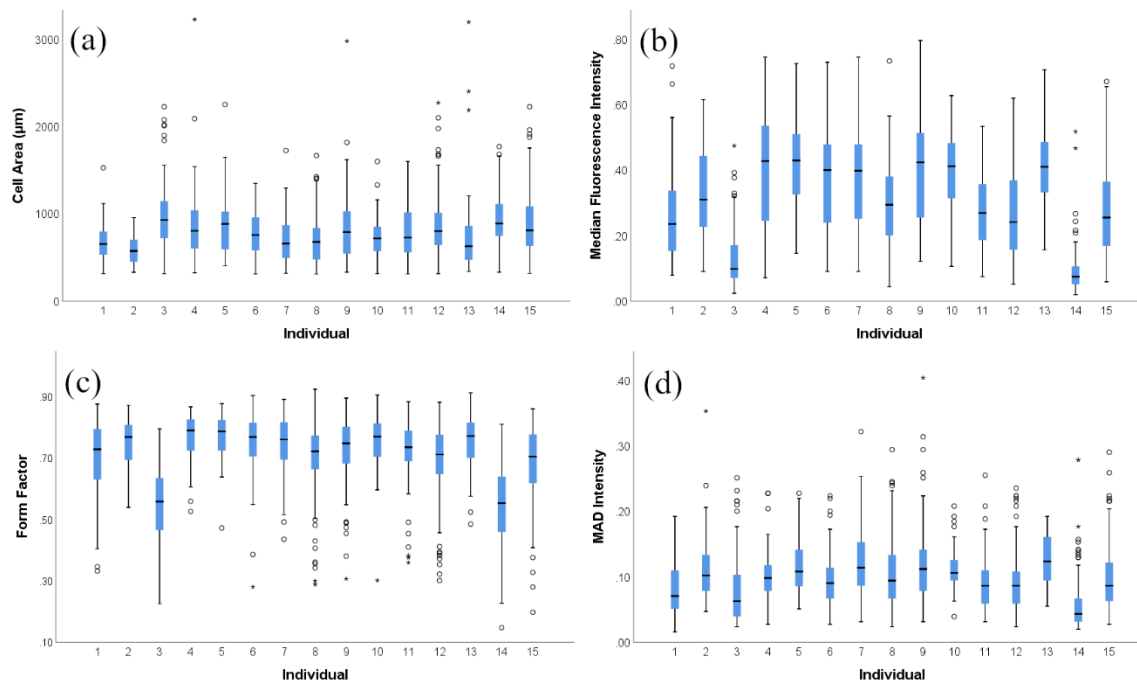 (a)
Cell Area (µm)
3000
2000
1000
0
1 2 3 4 5 6 7 8 9 10 11 12 13 14 15
Individual
(b)
Median Fluorescence Intensity
.80
.60
.40
.20
.00
1 2 3 4 5 6 7 8 9 10 11 12 13 14 15
Individual
(c)
Form Factor
.90
.70
.50
.30
.10
1 2 3 4 5 6 7 8 9 10 11 12 13 14 15
Individual
(d)
MAD Intensity
.40
.30
.20
.10
.00
1 2 3 4 5 6 7 8 9 10 11 12 13 14 15
Individual